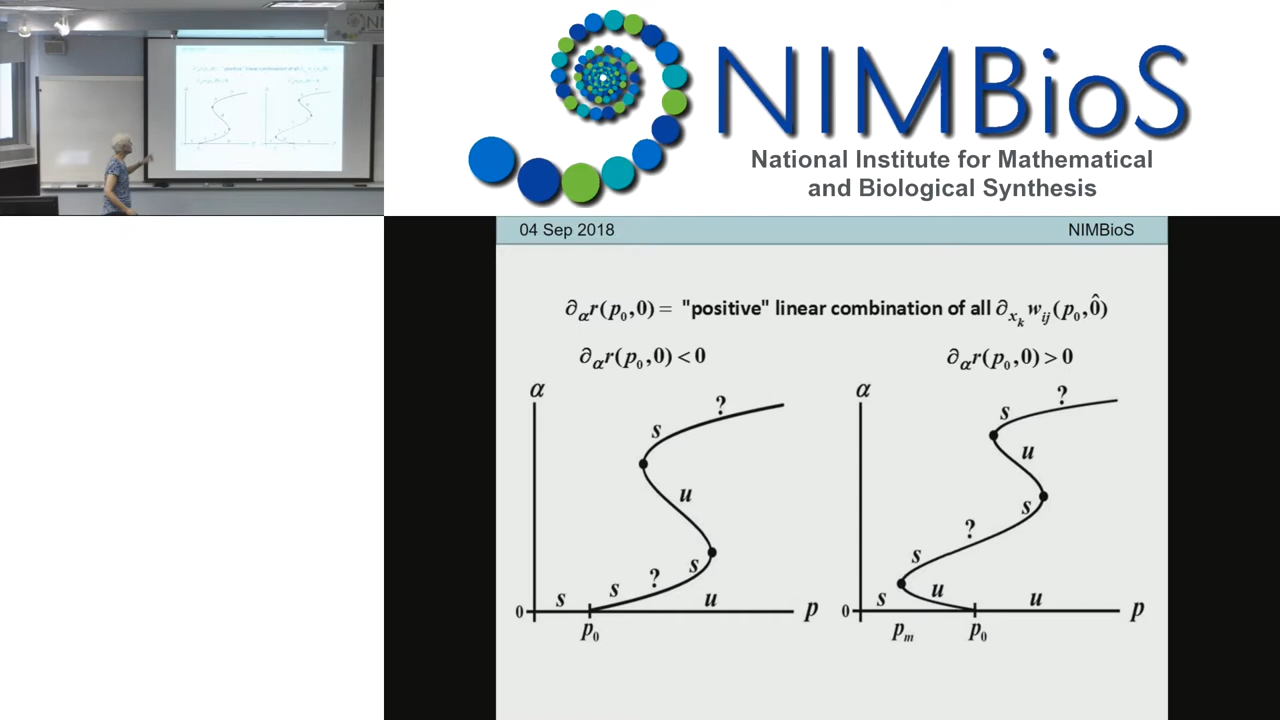 NIMBioS
National Institute for Mathematical
and Biological Synthesis
04 Sep 2018 NIMBioS
∂αr(p₀,0) = "positive" linear combination of all ∂ₓₖ wᵢⱼ(p₀,0̂)
∂αr(p₀,0) < 0 ∂αr(p₀,0) > 0
α α
? ?
s s
u u
s
? s
s ? s
s u s u u
0 p 0 p
p₀ pₘ p₀